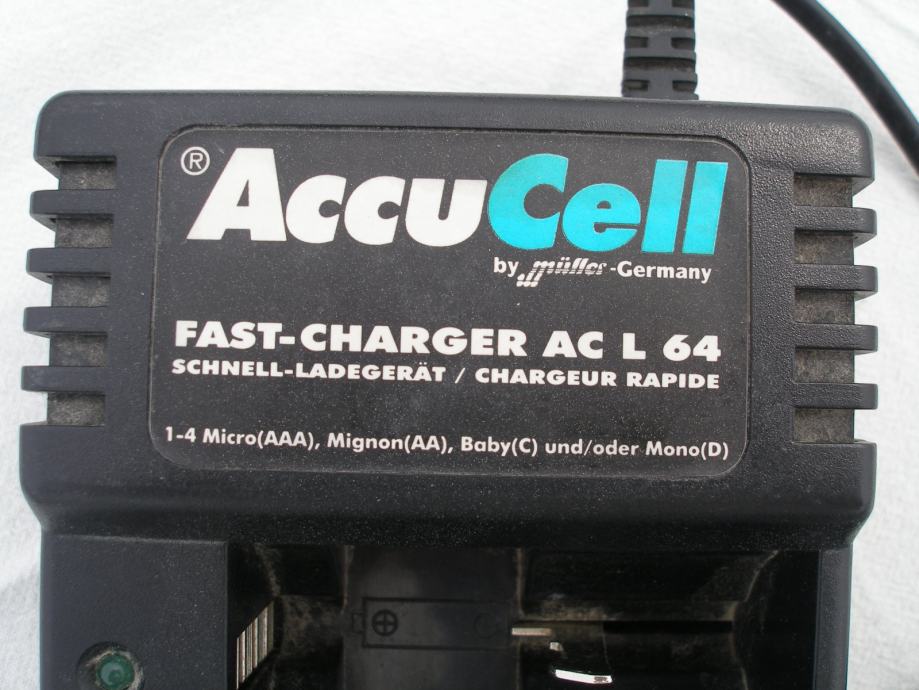 ® AccuCell
by müller-Germany
FAST-CHARGER AC L 64
SCHNELL-LADEGERÄT / CHARGEUR RAPIDE
1-4 Micro(AAA), Mignon(AA), Baby(C) und/oder Mono(D)